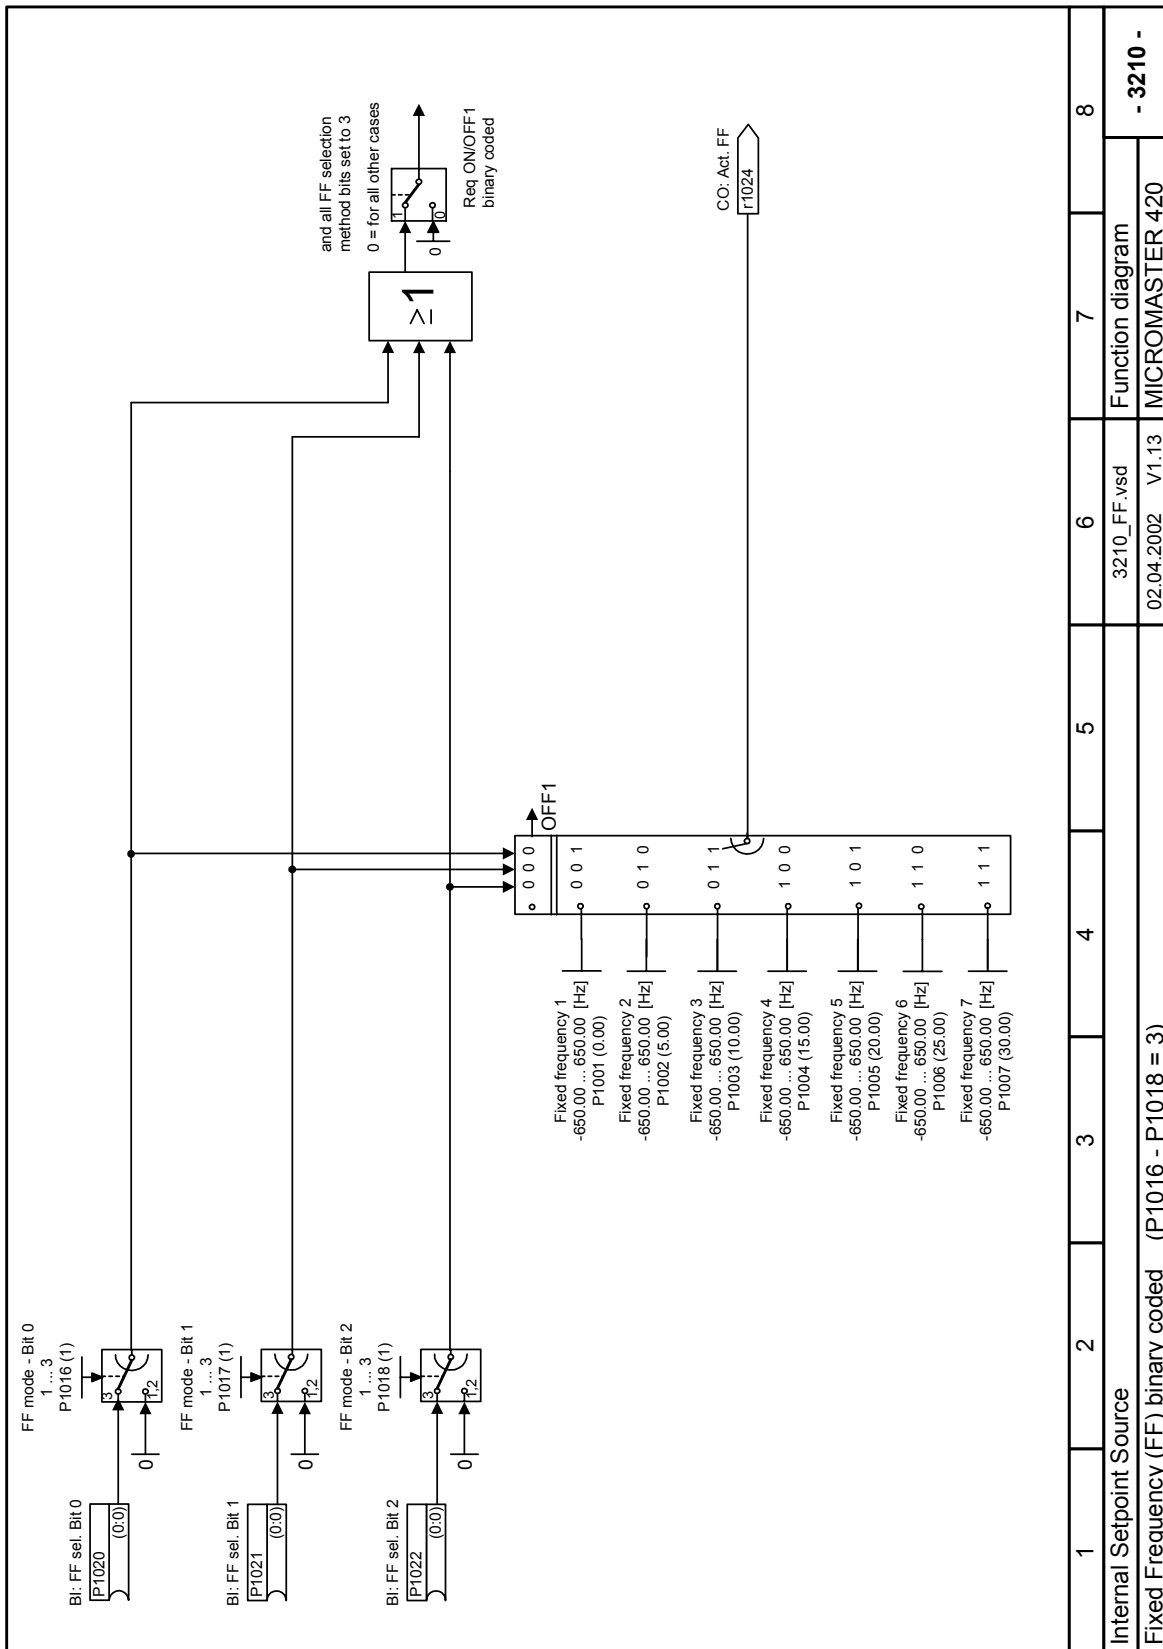 FF mode - Bit 0
1 ... 3
P1016 (1)
BI: FF sel. Bit 0
P1020
(0:0)
3
1,2
0
FF mode - Bit 1
1 ... 3
P1017 (1)
BI: FF sel. Bit 1
P1021
(0:0)
3
1,2
0
FF mode - Bit 2
1 ... 3
P1018 (1)
BI: FF sel. Bit 2
P1022
(0:0)
3
1,2
0
and all FF selection
method bits set to 3
0 = for all other cases
≥1
1
0
0
Req ON/OFF1
binary coded
OFF1
0 0 0
0 0 1
0 1 0
0 1 1
1 0 0
1 0 1
1 1 0
1 1 1
Fixed frequency 1
-650.00 ... 650.00 [Hz]
P1001 (0.00)
Fixed frequency 2
-650.00 ... 650.00 [Hz]
P1002 (5.00)
Fixed frequency 3
-650.00 ... 650.00 [Hz]
P1003 (10.00)
Fixed frequency 4
-650.00 ... 650.00 [Hz]
P1004 (15.00)
Fixed frequency 5
-650.00 ... 650.00 [Hz]
P1005 (20.00)
Fixed frequency 6
-650.00 ... 650.00 [Hz]
P1006 (25.00)
Fixed frequency 7
-650.00 ... 650.00 [Hz]
P1007 (30.00)
CO: Act. FF
r1024
1 2 3 4 5 6 7 8
Internal Setpoint Source
3210_FF.vsd
Function diagram
- 3210 -
Fixed Frequency (FF) binary coded (P1016 - P1018 = 3)
02.04.2002 V1.13
MICROMASTER 420